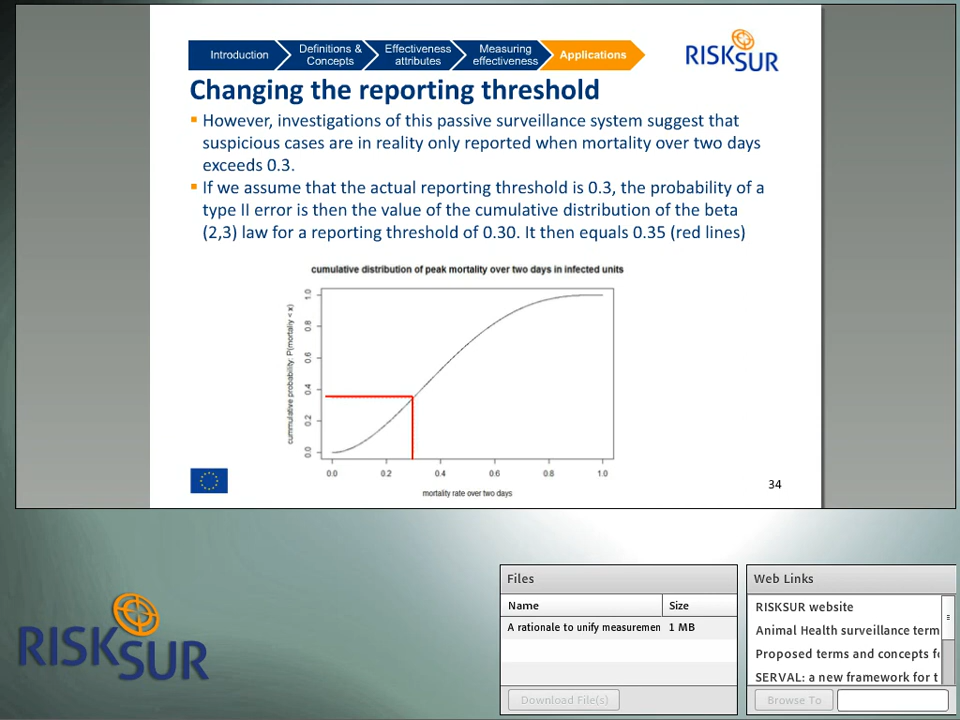 Introduction
Definitions &
Concepts
Effectiveness
attributes
Measuring
effectiveness
Applications
RISKSUR
Changing the reporting threshold
However, investigations of this passive surveillance system suggest that
suspicious cases are in reality only reported when mortality over two days
exceeds 0.3.
If we assume that the actual reporting threshold is 0.3, the probability of a
type II error is then the value of the cumulative distribution of the beta
(2,3) law for a reporting threshold of 0.30. It then equals 0.35 (red lines)
cumulative distribution of peak mortality over two days in infected units
cummulative probability: P(mortality < x)
1.0
0.8
0.6
0.4
0.2
0.0
0.0 0.2 0.4 0.6 0.8 1.0
mortality rate over two days
34
RISKSUR
Files
Name Size
A rationale to unify measuremen 1 MB
Download File(s)
Web Links
RISKSUR website
Animal Health surveillance term
Proposed terms and concepts fo
SERVAL: a new framework for t
Browse To